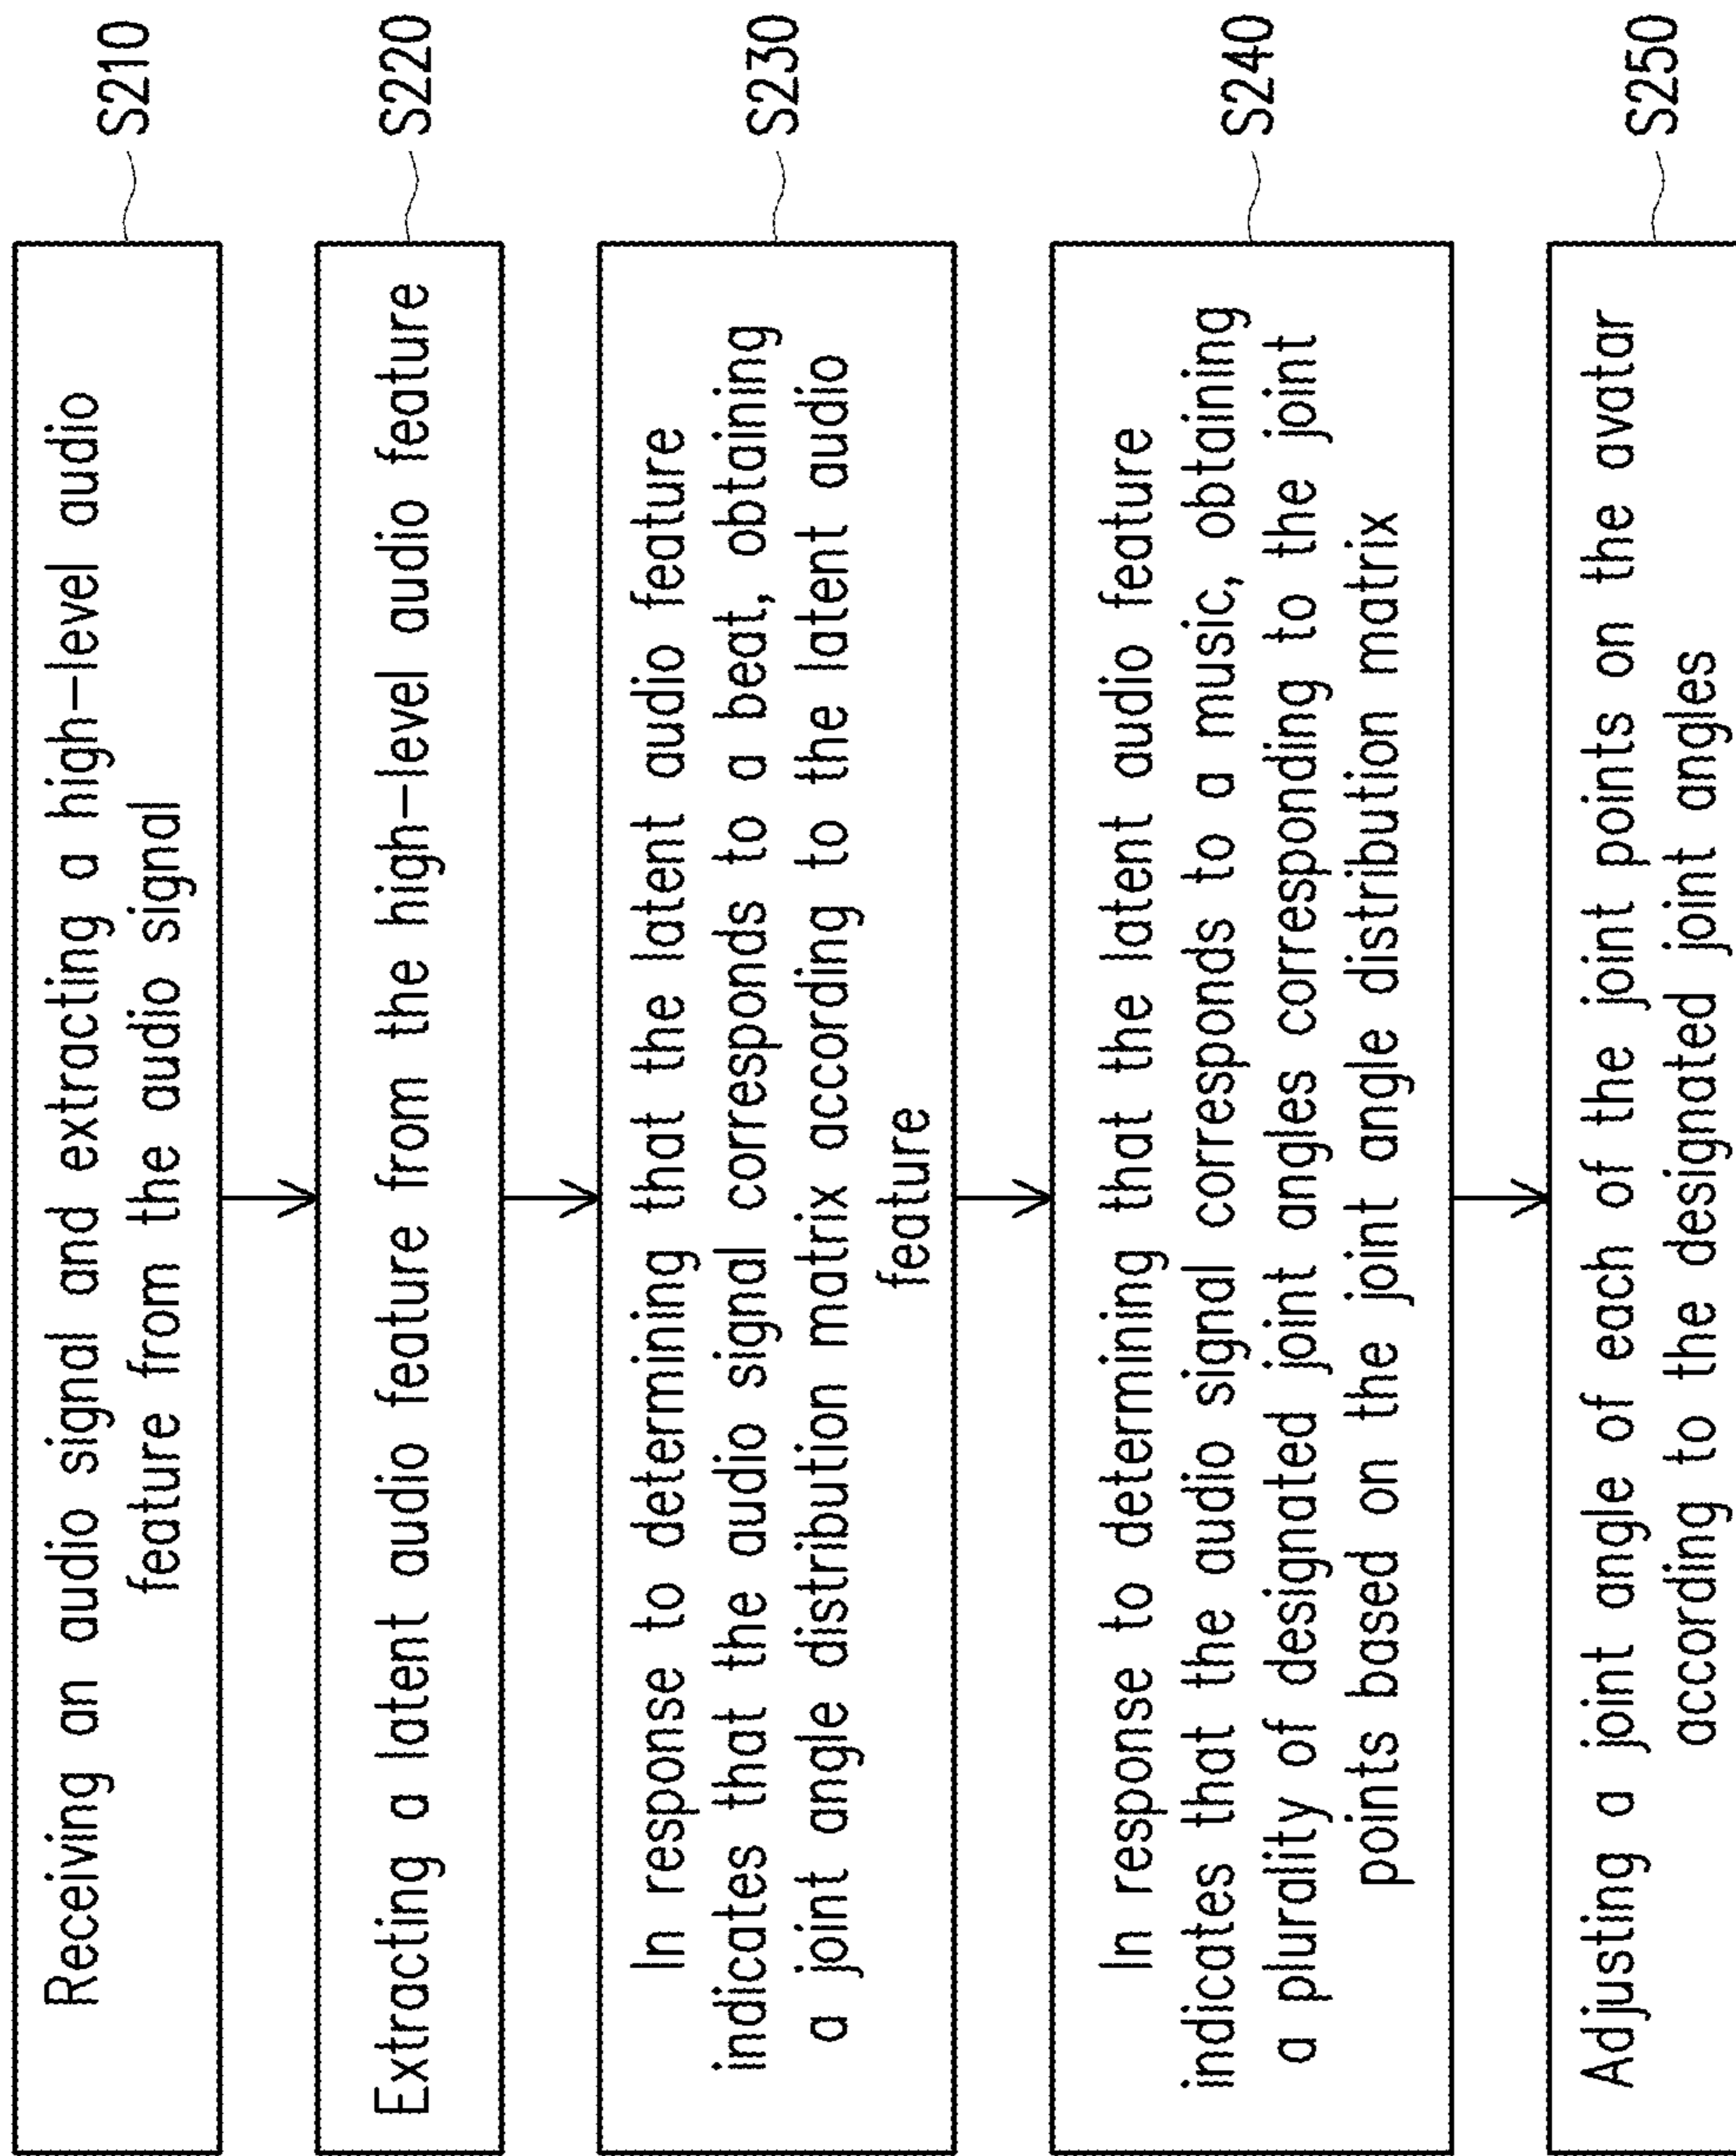 Receiving an audio signal and extracting a high-level audio
feature from the audio signal
S210
Extracting a latent audio feature from the high-level audio feature
S220
In response to determining that the latent audio feature
indicates that the audio signal corresponds to a beat, obtaining
a joint angle distribution matrix according to the latent audio
feature
S230
In response to determining that the latent audio feature
indicates that the audio signal corresponds to a music, obtaining
a plurality of designated joint angles corresponding to the joint
points based on the joint angle distribution matrix
S240
Adjusting a joint angle of each of the joint points on the avatar
according to the designated joint angles
S250